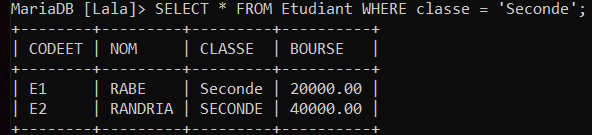 MariaDB [Lala]> SELECT * FROM Etudiant WHERE classe = 'Seconde';
+--------+---------+---------+----------+
| CODEET | NOM     | CLASSE  | BOURSE   |
+--------+---------+---------+----------+
| E1     | RABE    | Seconde | 20000.00 |
| E2     | RANDRIA | SECONDE | 40000.00 |
+--------+---------+---------+----------+